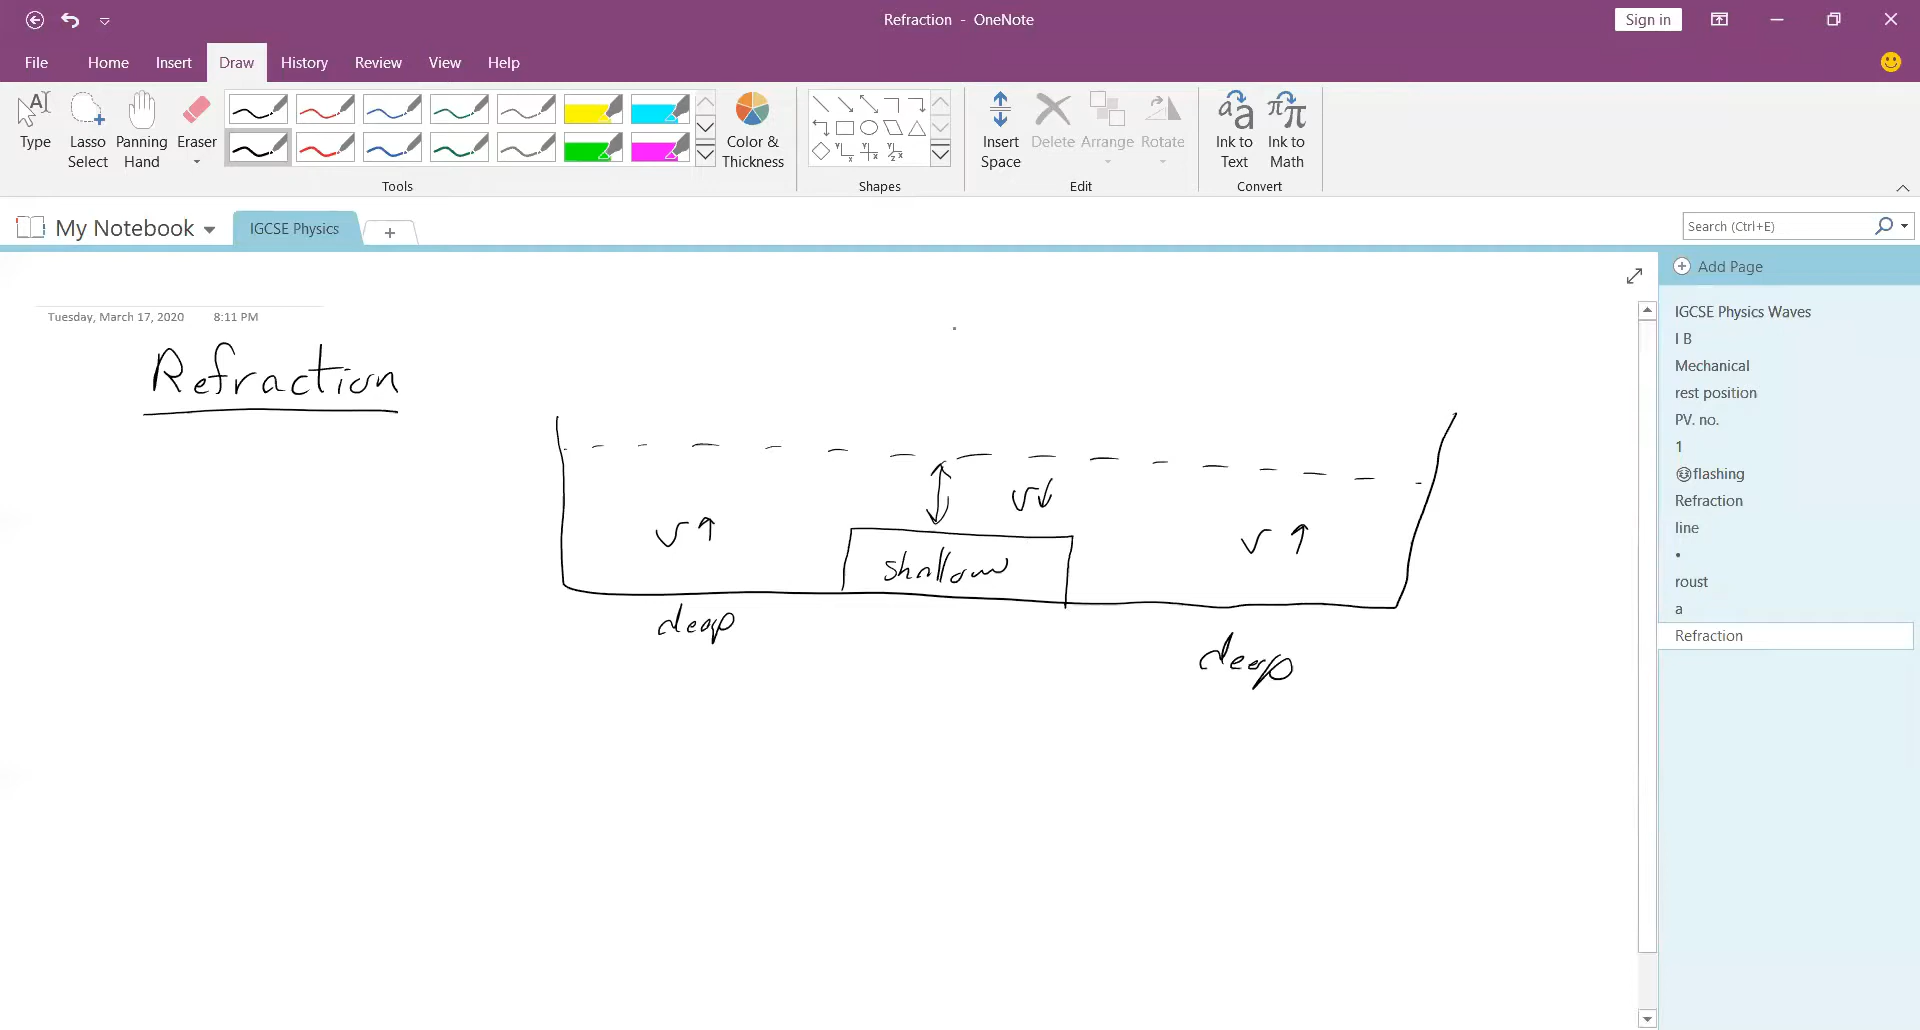 Refraction - OneNote
Sign in
File Home Insert Draw History Review View Help
Type
Lasso Select
Panning Hand
Eraser
Color & Thickness
Insert Space
Delete
Arrange
Rotate
Ink to Text
Ink to Math
Tools
Shapes
Edit
Convert
My Notebook
IGCSE Physics
Search (Ctrl+E)
Add Page
Tuesday, March 17, 2020 8:11 PM
Refraction
v↑
v↓
v↑
shallow
deep
deep
IGCSE Physics Waves
I B
Mechanical
rest position
PV. no.
1
flashing
Refraction
line
•
roust
a
Refraction